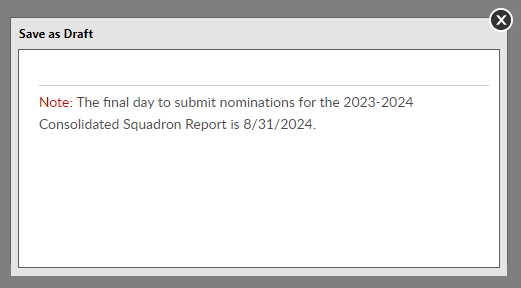 Save as Draft
Note: The final day to submit nominations for the 2023-2024
Consolidated Squadron Report is 8/31/2024.